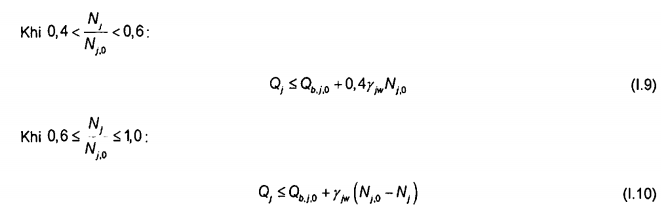 Khi 0,4 < N_j / N_{j,0} < 0,6:
Q_j ≤ Q_{b,j,0} + 0,4γ_{jw}N_{j,0} (I.9)
Khi 0,6 ≤ N_j / N_{j,0} ≤ 1,0:
Q_j ≤ Q_{b,j,0} + γ_{jw}(N_{j,0} − N_j) (I.10)